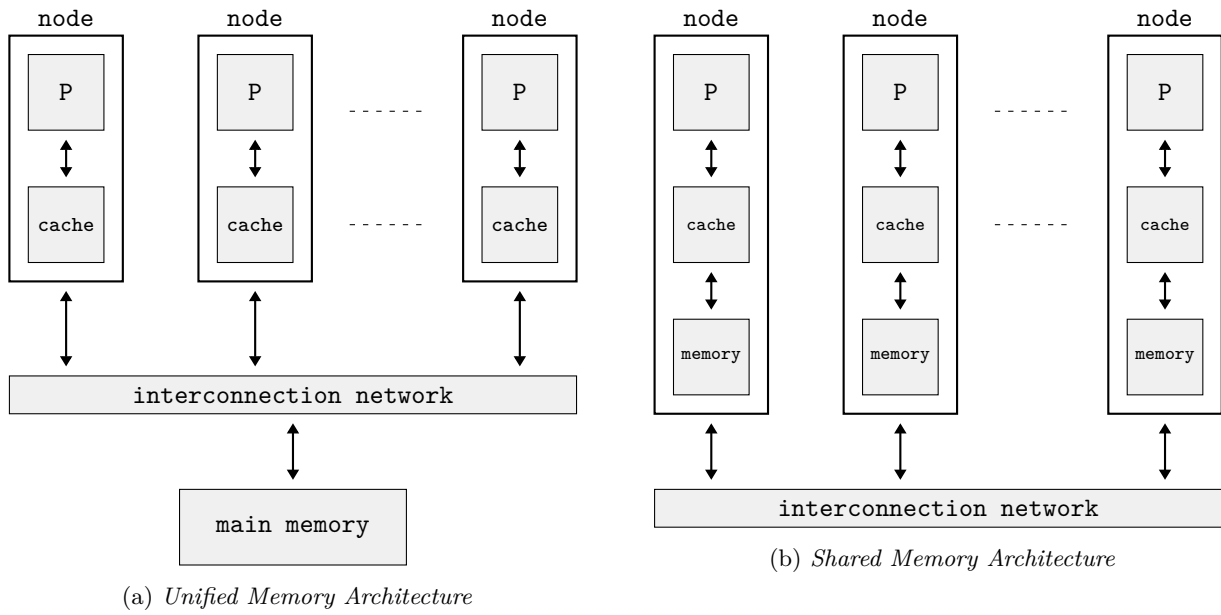 node node node
P P P
cache cache cache
interconnection network
main memory
(a) Unified Memory Architecture
node node node
P P P
cache cache cache
memory memory memory
interconnection network
(b) Shared Memory Architecture